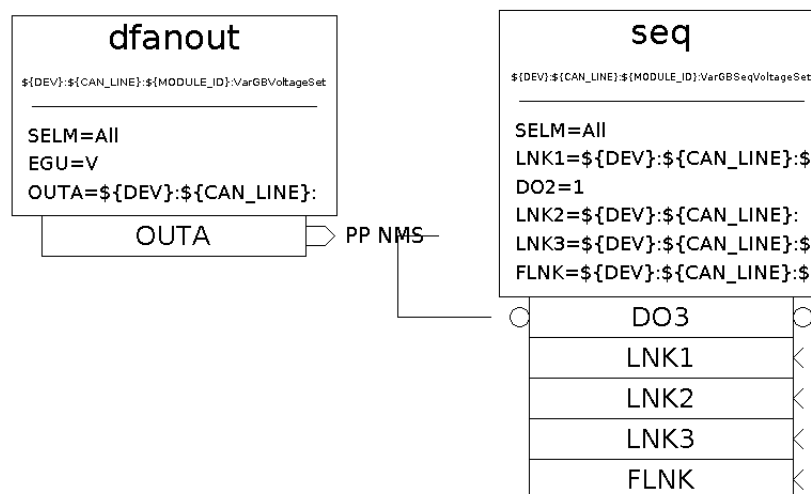 dfanout
${DEV}:${CAN_LINE}:${MODULE_ID}:VarGBVoltageSet
SELM=All
EGU=V
OUTA=${DEV}:${CAN_LINE}:
OUTA
PP NMS
seq
${DEV}:${CAN_LINE}:${MODULE_ID}:VarGBSeqVoltageSet
SELM=All
LNK1=${DEV}:${CAN_LINE}:$
DO2=1
LNK2=${DEV}:${CAN_LINE}:
LNK3=${DEV}:${CAN_LINE}:$
FLNK=${DEV}:${CAN_LINE}:$
DO3
LNK1
LNK2
LNK3
FLNK